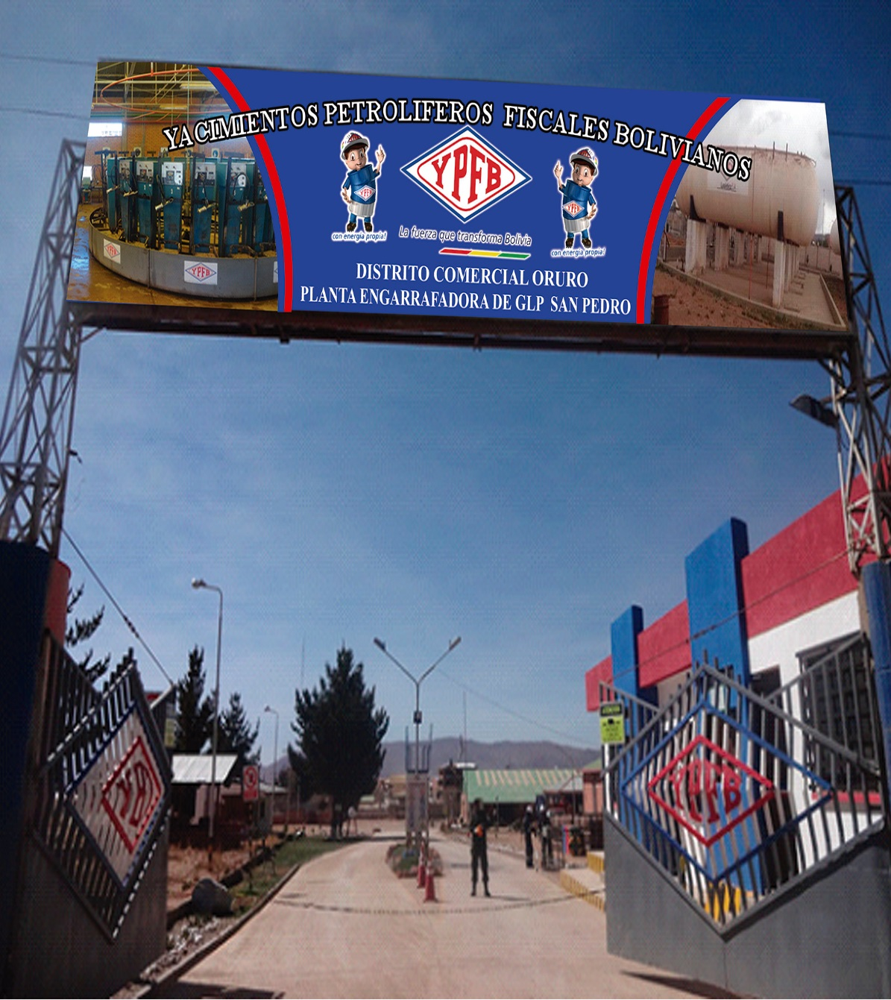 YACIMIENTOS PETROLIFEROS FISCALES BOLIVIANOS
YPFB
YPFB
YPFB
La fuerza que transforma Bolivia
con energía propia!
con energía propia!
DISTRITO COMERCIAL ORURO
PLANTA ENGARRAFADORA DE GLP SAN PEDRO
YPFB
YPFB
YPFB
YPFB